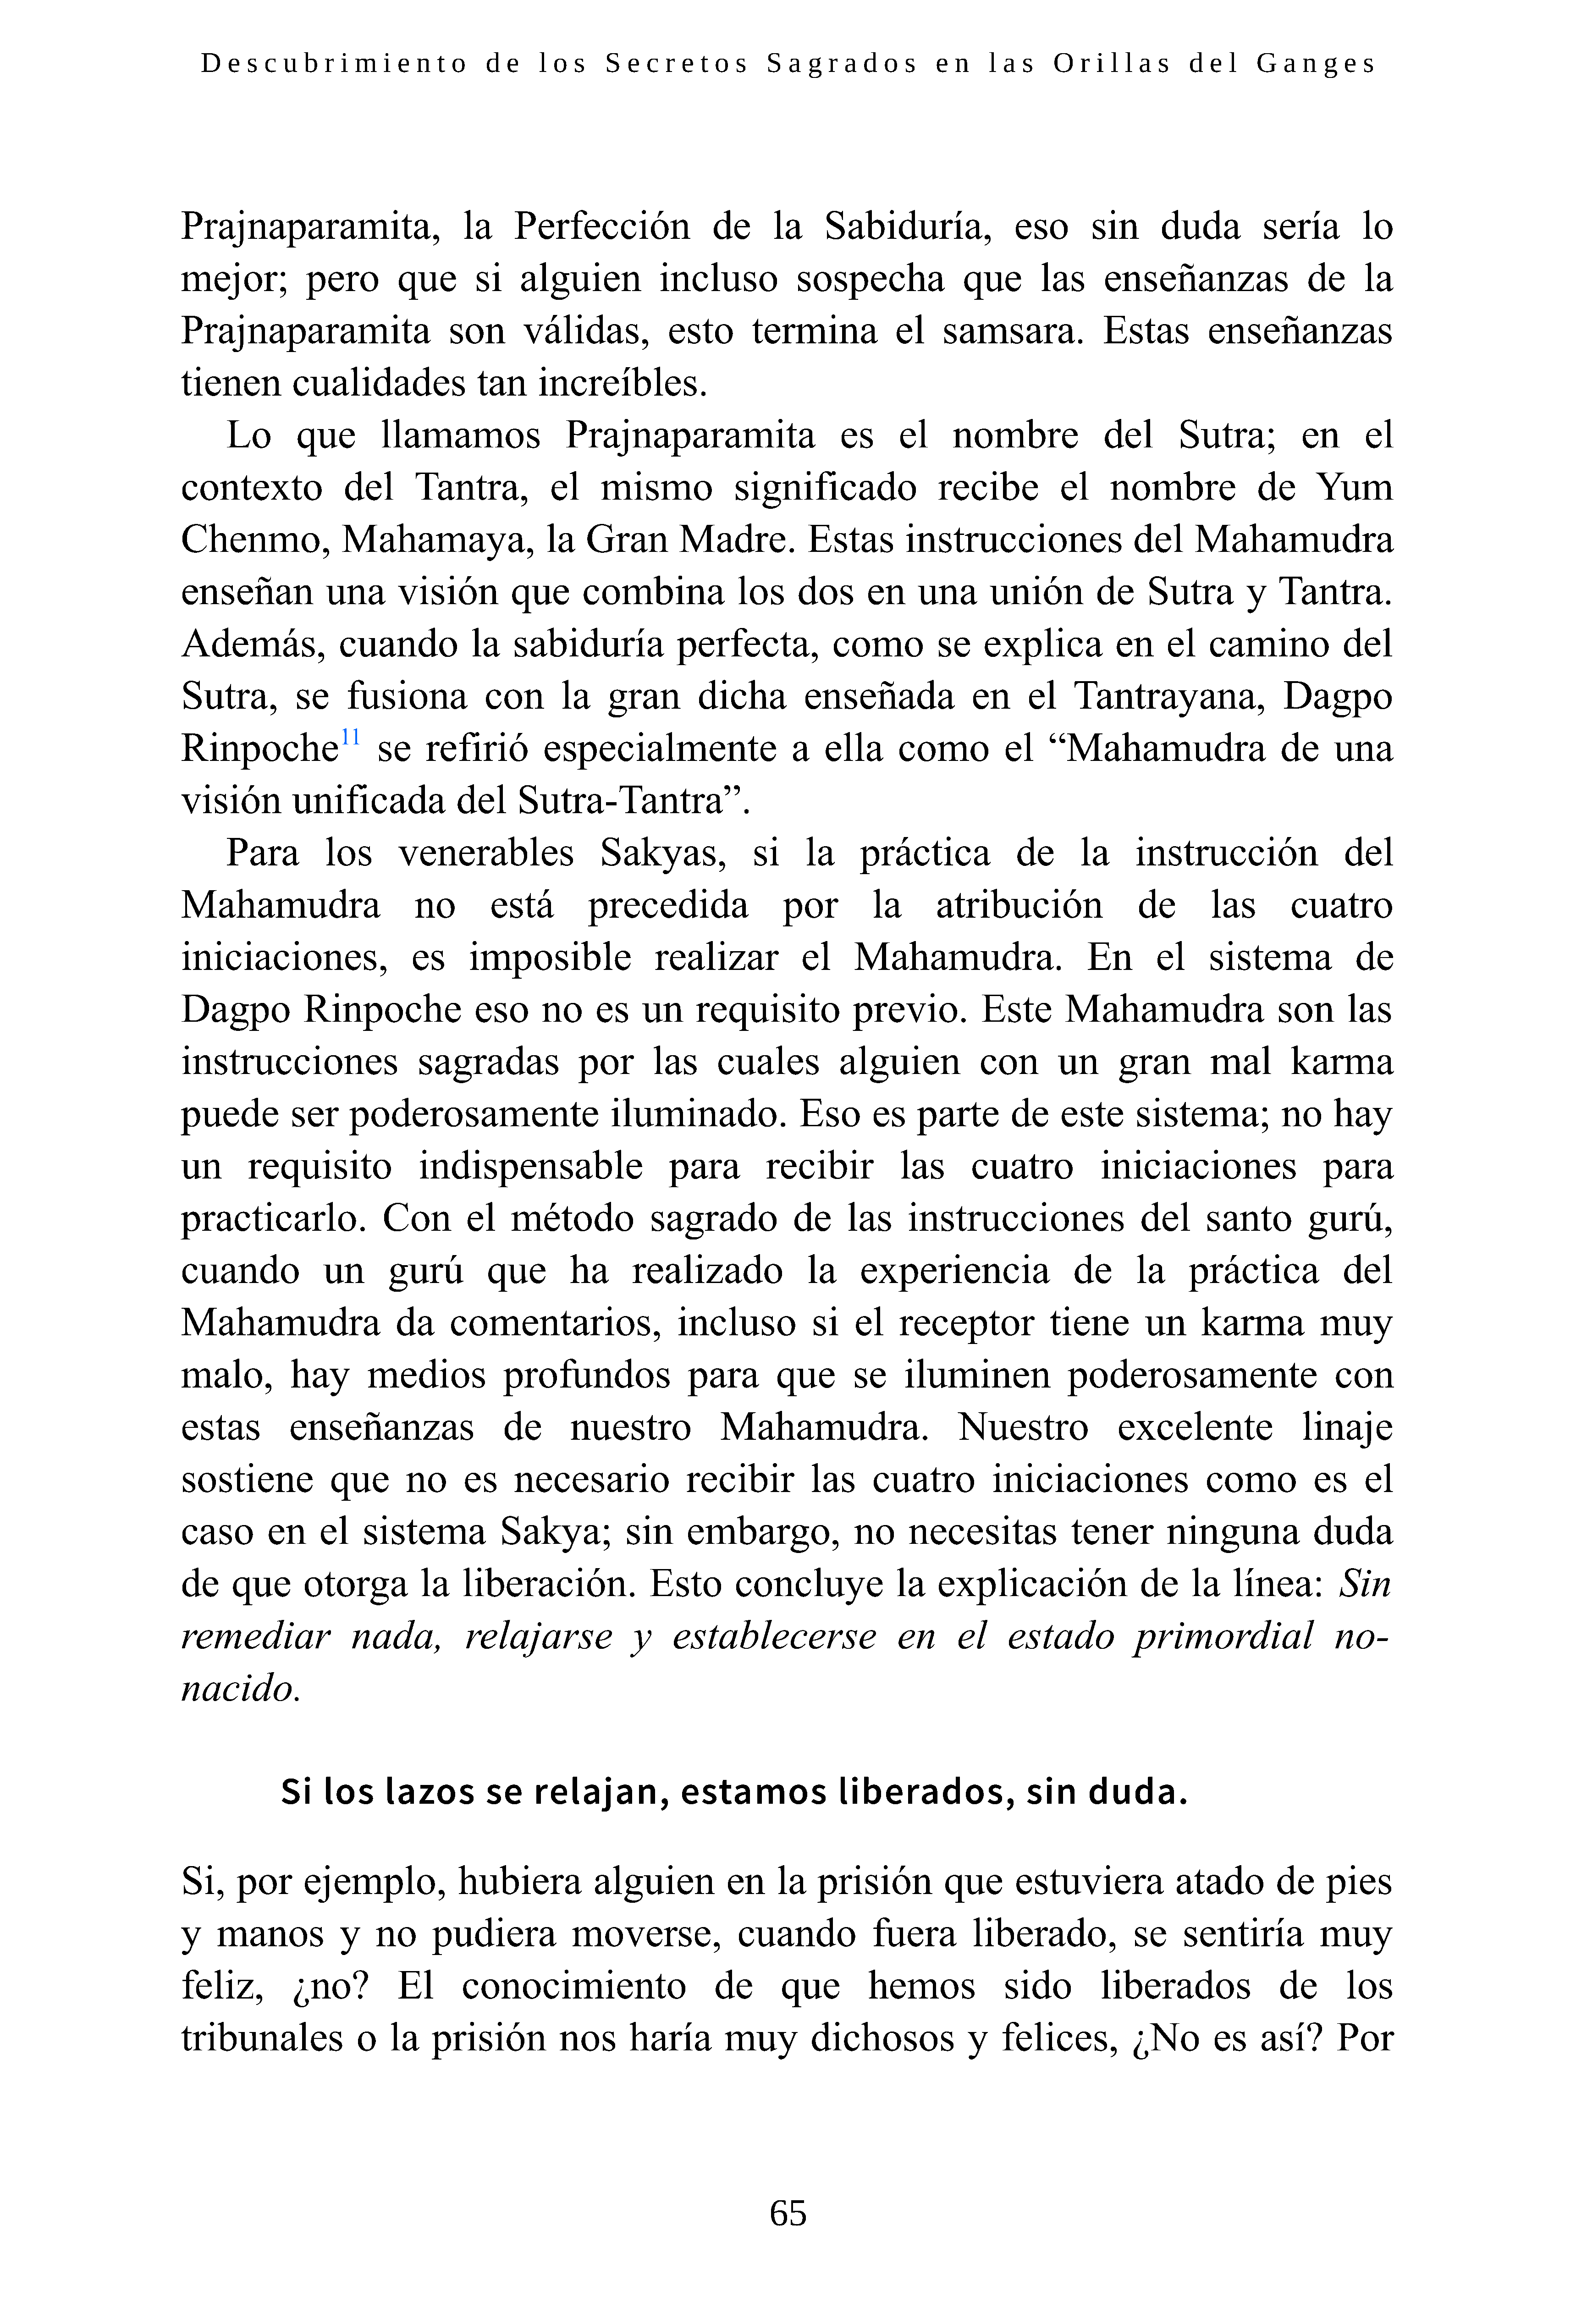 Descubrimiento de los Secretos Sagrados en las Orillas del Ganges
Prajnaparamita, la Perfección de la Sabiduría, eso sin duda sería lo
mejor; pero que si alguien incluso sospecha que las enseñanzas de la
Prajnaparamita son válidas, esto termina el samsara. Estas enseñanzas
tienen cualidades tan increíbles.
Lo que llamamos Prajnaparamita es el nombre del Sutra; en el
contexto del Tantra, el mismo significado recibe el nombre de Yum
Chenmo, Mahamaya, la Gran Madre. Estas instrucciones del Mahamudra
enseñan una visión que combina los dos en una unión de Sutra y Tantra.
Además, cuando la sabiduría perfecta, como se explica en el camino del
Sutra, se fusiona con la gran dicha enseñada en el Tantrayana, Dagpo
Rinpoche11 se refirió especialmente a ella como el “Mahamudra de una
visión unificada del Sutra-Tantra”.
Para los venerables Sakyas, si la práctica de la instrucción del
Mahamudra no está precedida por la atribución de las cuatro
iniciaciones, es imposible realizar el Mahamudra. En el sistema de
Dagpo Rinpoche eso no es un requisito previo. Este Mahamudra son las
instrucciones sagradas por las cuales alguien con un gran mal karma
puede ser poderosamente iluminado. Eso es parte de este sistema; no hay
un requisito indispensable para recibir las cuatro iniciaciones para
practicarlo. Con el método sagrado de las instrucciones del santo gurú,
cuando un gurú que ha realizado la experiencia de la práctica del
Mahamudra da comentarios, incluso si el receptor tiene un karma muy
malo, hay medios profundos para que se iluminen poderosamente con
estas enseñanzas de nuestro Mahamudra. Nuestro excelente linaje
sostiene que no es necesario recibir las cuatro iniciaciones como es el
caso en el sistema Sakya; sin embargo, no necesitas tener ninguna duda
de que otorga la liberación. Esto concluye la explicación de la línea: Sin
remediar nada, relajarse y establecerse en el estado primordial no-
nacido.
Si los lazos se relajan, estamos liberados, sin duda.
Si, por ejemplo, hubiera alguien en la prisión que estuviera atado de pies
y manos y no pudiera moverse, cuando fuera liberado, se sentiría muy
feliz, ¿no? El conocimiento de que hemos sido liberados de los
tribunales o la prisión nos haría muy dichosos y felices, ¿No es así? Por
65